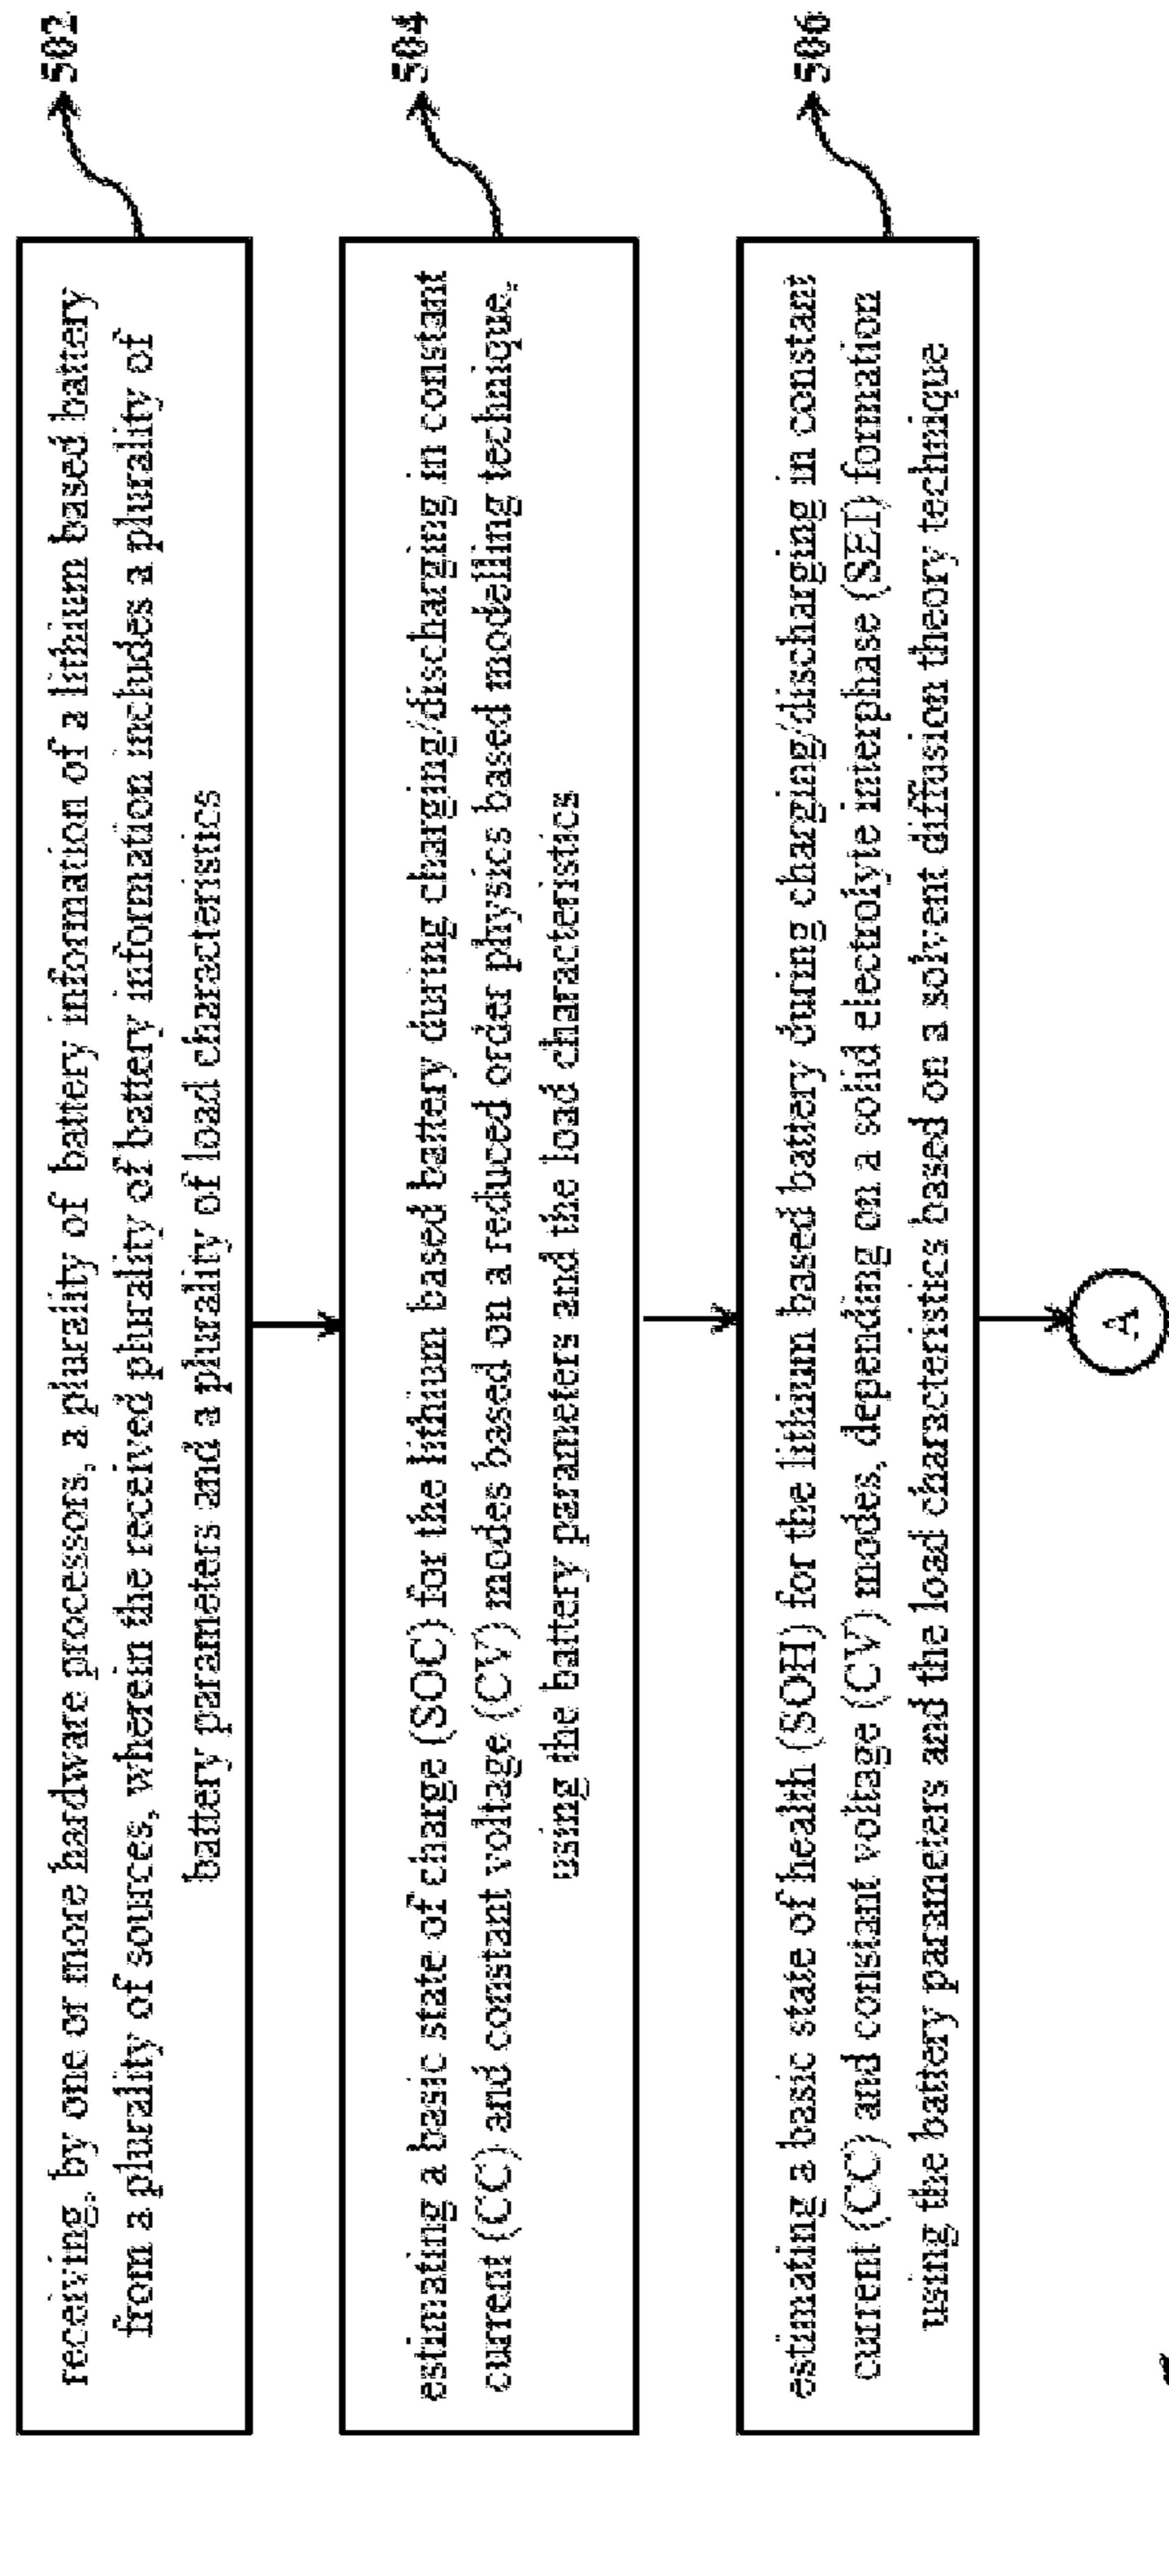 receiving, by one or more hardware processors, a plurality of battery information of a lithium based battery
from a plurality of sources, wherein the received plurality of battery information includes a plurality of
battery parameters and a plurality of load characteristics
502
estimating a basic state of charge (SOC) for the lithium based battery during charging/discharging in constant
current (CC) and constant voltage (CV) modes based on a reduced order physics based modelling technique,
using the battery parameters and the load characteristics
504
estimating a basic state of health (SOH) for the lithium based battery during charging/discharging in constant
current (CC) and constant voltage (CV) modes, depending on a solid electrolyte interphase (SEI) formation
using the battery parameters and the load characteristics based on a solvent diffusion theory technique
506
A